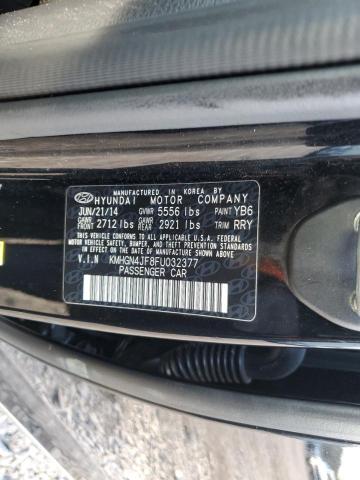 MANUFACTURED IN KOREA BY
HYUNDAI MOTOR COMPANY
JUN/21/14 GVWR 5556 lbs PAINT YB6
GAWR FRONT 2712 lbs GAWR REAR 2921 lbs TRIM RRY
THIS VEHICLE CONFORMS TO ALL APPLICABLE U.S.A. FEDERAL
MOTOR VEHICLE SAFETY, BUMPER, AND THEFT PREVENTION
STANDARDS IN EFFECT ON THE DATE OF MANUFACTURE SHOWN ABOVE.
V.I.N KMHGN4JF8FU032377
PASSENGER CAR